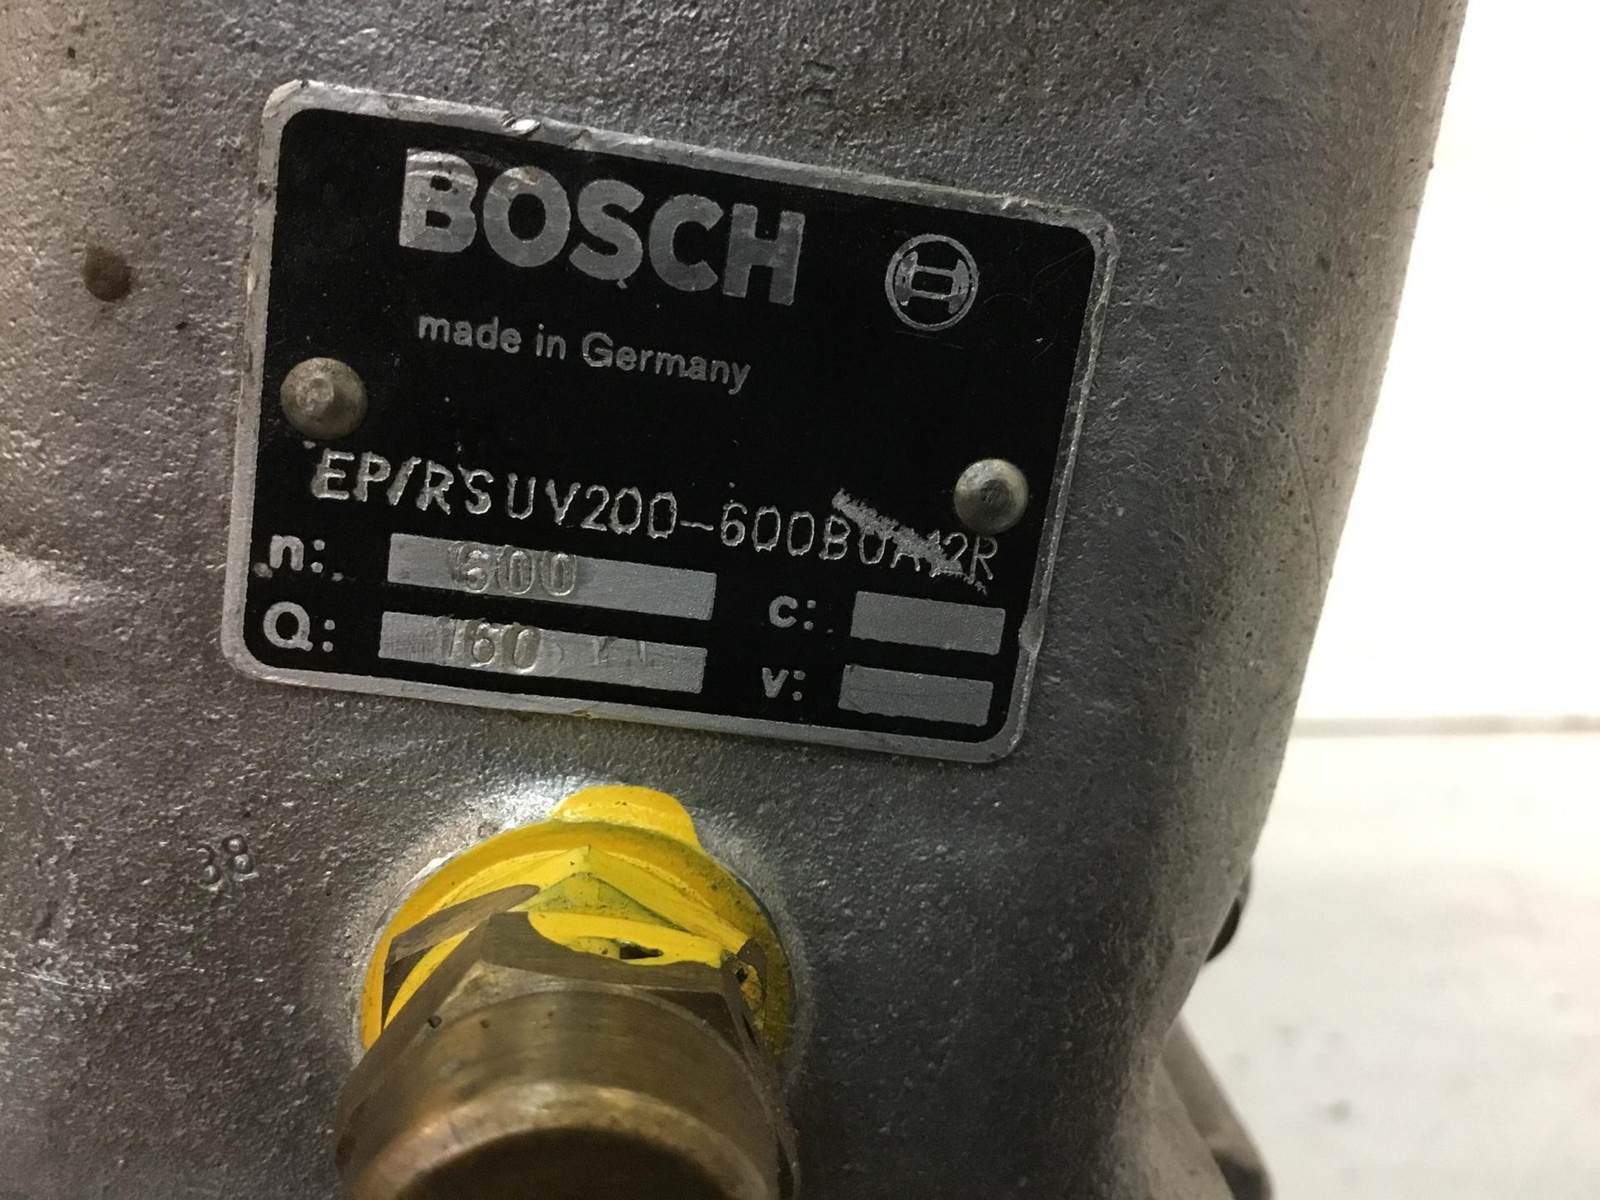 BOSCH
made in Germany
EP/RSUV200-600B0A12R
n: 600
Q: 160
c:
v:
38